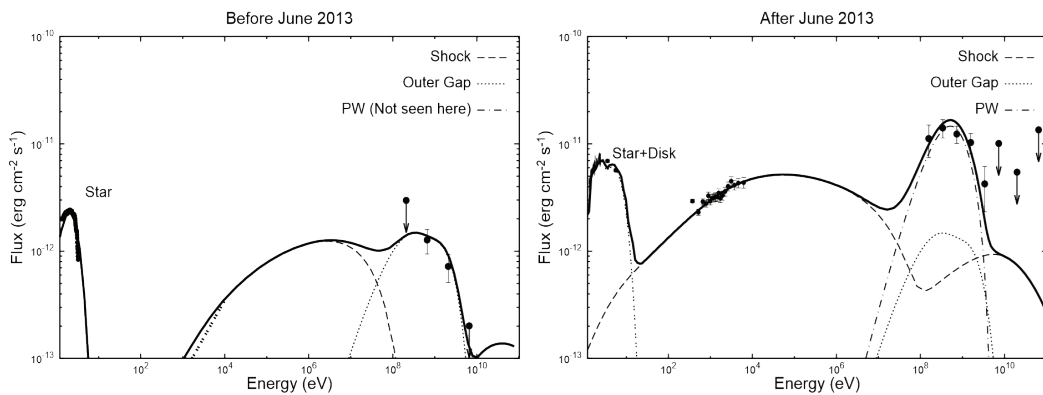 Before June 2013
10⁻¹⁰
10⁻¹¹
10⁻¹²
10⁻¹³
Flux (erg cm⁻² s⁻¹)
Shock
Outer Gap
PW (Not seen here)
Star
10²
10⁴
10⁶
10⁸
10¹⁰
Energy (eV)
After June 2013
10⁻¹⁰
10⁻¹¹
10⁻¹²
10⁻¹³
Flux (erg cm⁻² s⁻¹)
Shock
Outer Gap
PW
Star+Disk
10²
10⁴
10⁶
10⁸
10¹⁰
Energy (eV)